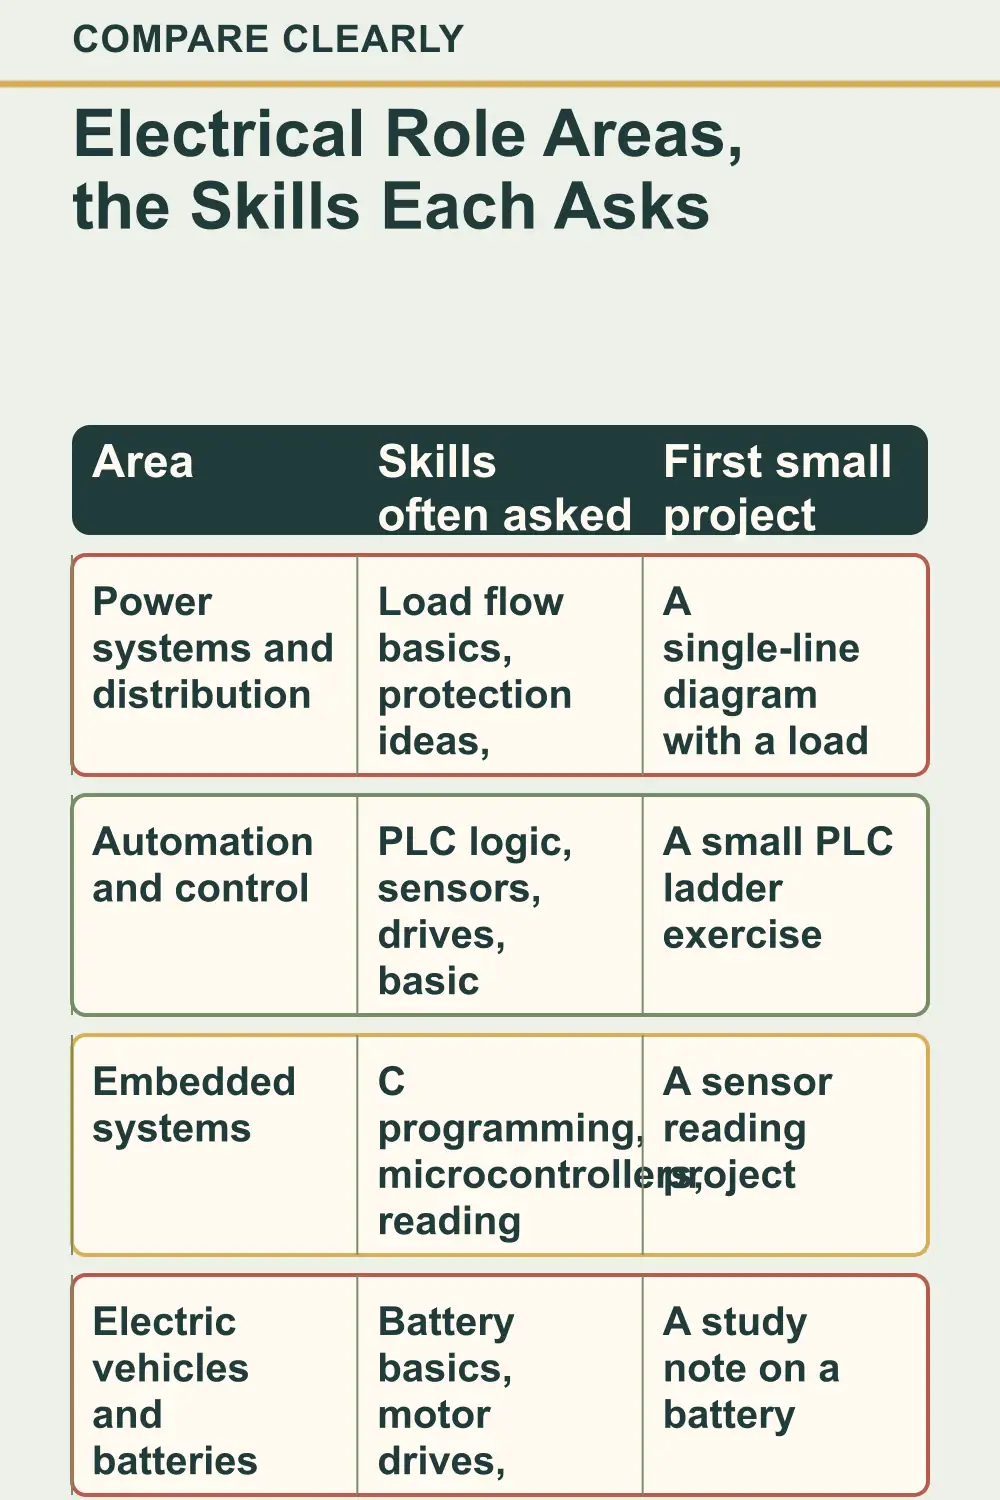 COMPARE CLEARLY
Electrical Role Areas,
the Skills Each Asks
Area
Skills
often asked
First small
project
Power
systems and
distribution
Load flow
basics,
protection
ideas,
A
single-line
diagram
with a load
Automation
and control
PLC logic,
sensors,
drives,
basic
A small PLC
ladder
exercise
Embedded
systems
C
programming,
microcontrollers,
reading
A sensor
reading
project
Electric
vehicles
and
batteries
Battery
basics,
motor
drives,
A study
note on a
battery